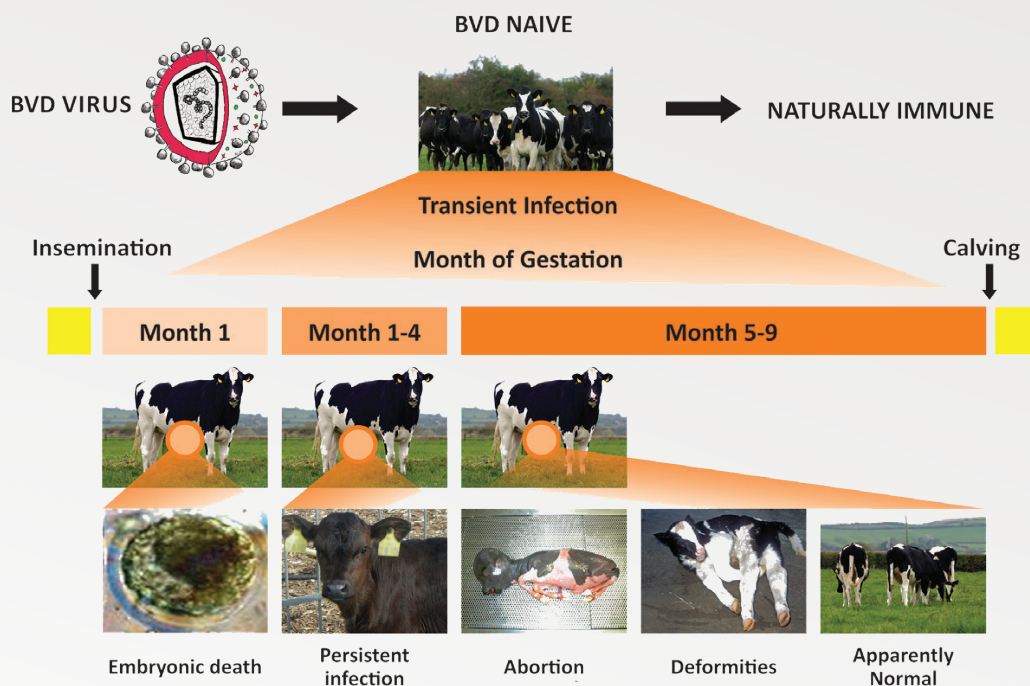 BVD NAIVE
BVD VIRUS
NATURALLY IMMUNE
Transient Infection
Insemination
Month of Gestation
Calving
Month 1
Month 1-4
Month 5-9
Embryonic death
Persistent
infection
Abortion
Deformities
Apparently
Normal